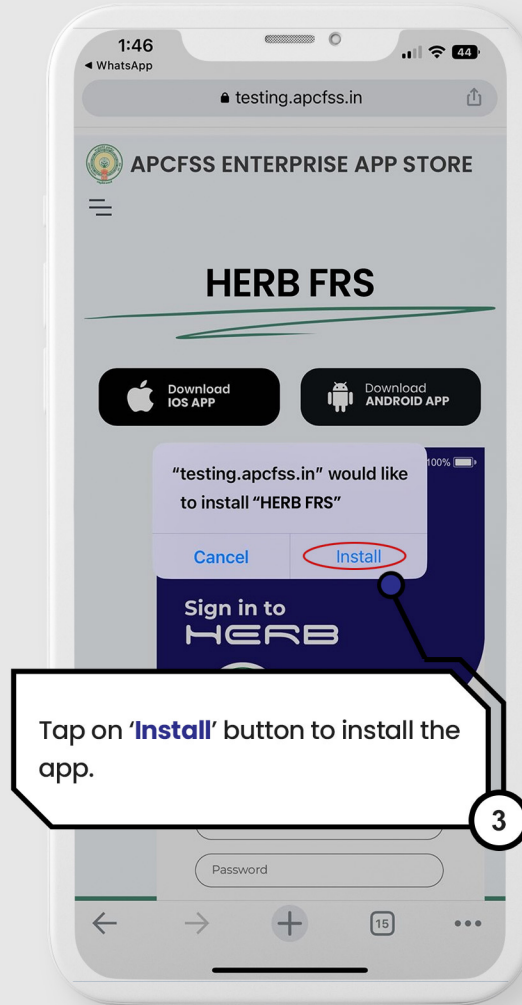 1:46
44
◄ WhatsApp
testing.apcfss.in
APCFSS ENTERPRISE APP STORE
HERB FRS
Download
IOS APP
Download
ANDROID APP
100%
“testing.apcfss.in” would like
to install “HERB FRS”
Cancel
Install
Sign in to
HERB
Tap on ‘Install’ button to install the
app.
3
Password
15